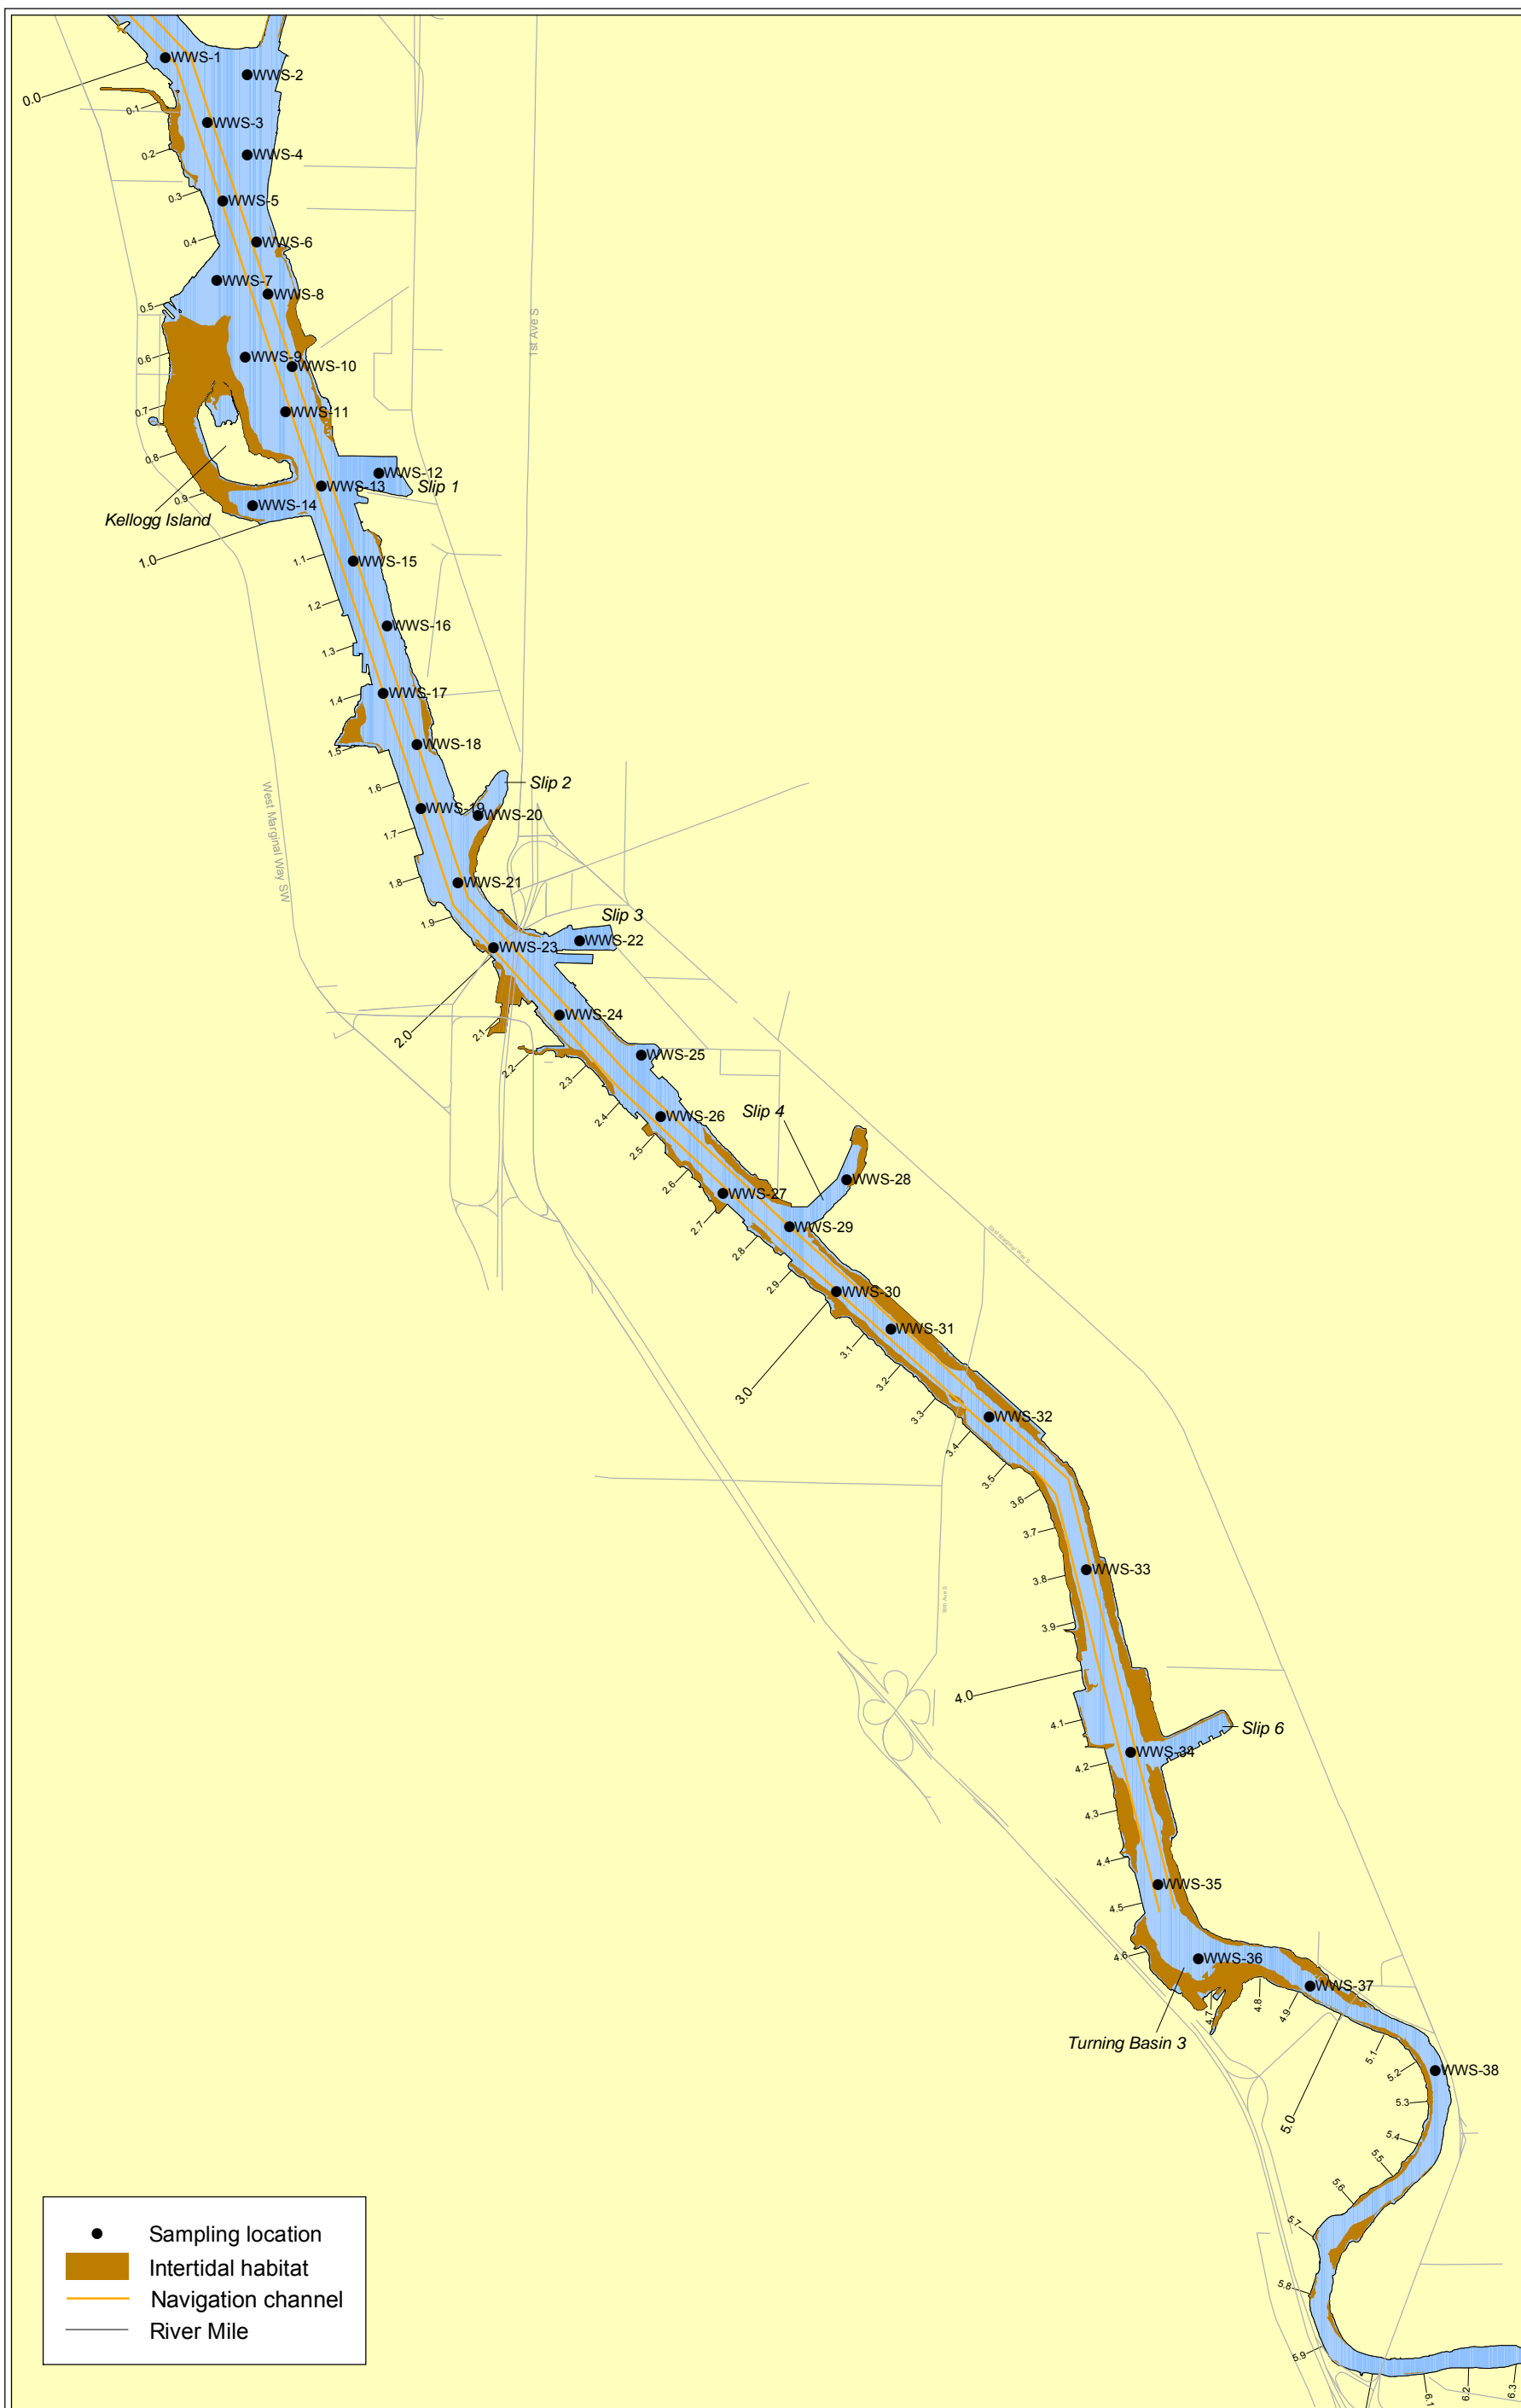 WWS-1
WWS-2
0.0
0.1
WWS-3
0.2
WWS-4
0.3
WWS-5
0.4
WWS-6
WWS-7
WWS-8
0.5
1st Ave S
0.6
WWS-9
WWS-10
0.7
WWS-11
0.8
WWS-12
WWS-13
Slip 1
0.9
WWS-14
Kellogg Island
1.0
1.1
WWS-15
1.2
WWS-16
1.3
1.4
WWS-17
1.5
WWS-18
1.6
Slip 2
West Marginal Way SW
WWS-19
WWS-20
1.7
1.8
WWS-21
1.9
Slip 3
WWS-22
WWS-23
2.0
2.1
WWS-24
2.2
WWS-25
2.3
2.4
WWS-26
Slip 4
2.5
2.6
WWS-27
WWS-28
2.7
WWS-29
2.8
East Marginal Way S
2.9
WWS-30
3.0
WWS-31
3.1
3.2
3.3
WWS-32
3.4
3.5
3.6
3.7
WWS-33
3.8
16th Ave S
3.9
4.0
4.1
Slip 6
WWS-34
4.2
4.3
4.4
WWS-35
4.5
4.6
WWS-36
WWS-37
4.7
4.8
4.9
Turning Basin 3
5.0
5.1
5.2
WWS-38
5.3
5.4
5.5
5.6
5.7
5.8
5.9
6.1
6.2
6.3
Sampling location
Intertidal habitat
Navigation channel
River Mile